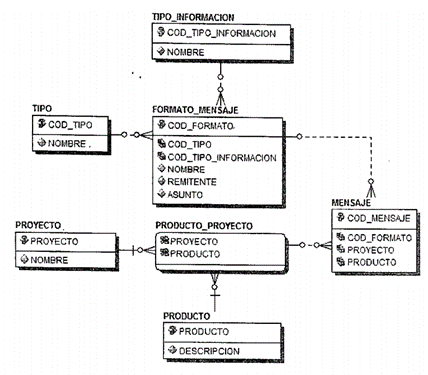 TIPO_INFORMACION
COD_TIPO_INFORMACION
NOMBRE
TIPO
COD_TIPO
NOMBRE
FORMATO_MENSAJE
COD_FORMATO
COD_TIPO
COD_TIPO_INFORMACION
NOMBRE
REMITENTE
ASUNTO
MENSAJE
COD_MENSAJE
COD_FORMATO
PROYECTO
PRODUCTO
PROYECTO
PROYECTO
NOMBRE
PRODUCTO_PROYECTO
PROYECTO
PRODUCTO
PRODUCTO
PRODUCTO
DESCRIPCION